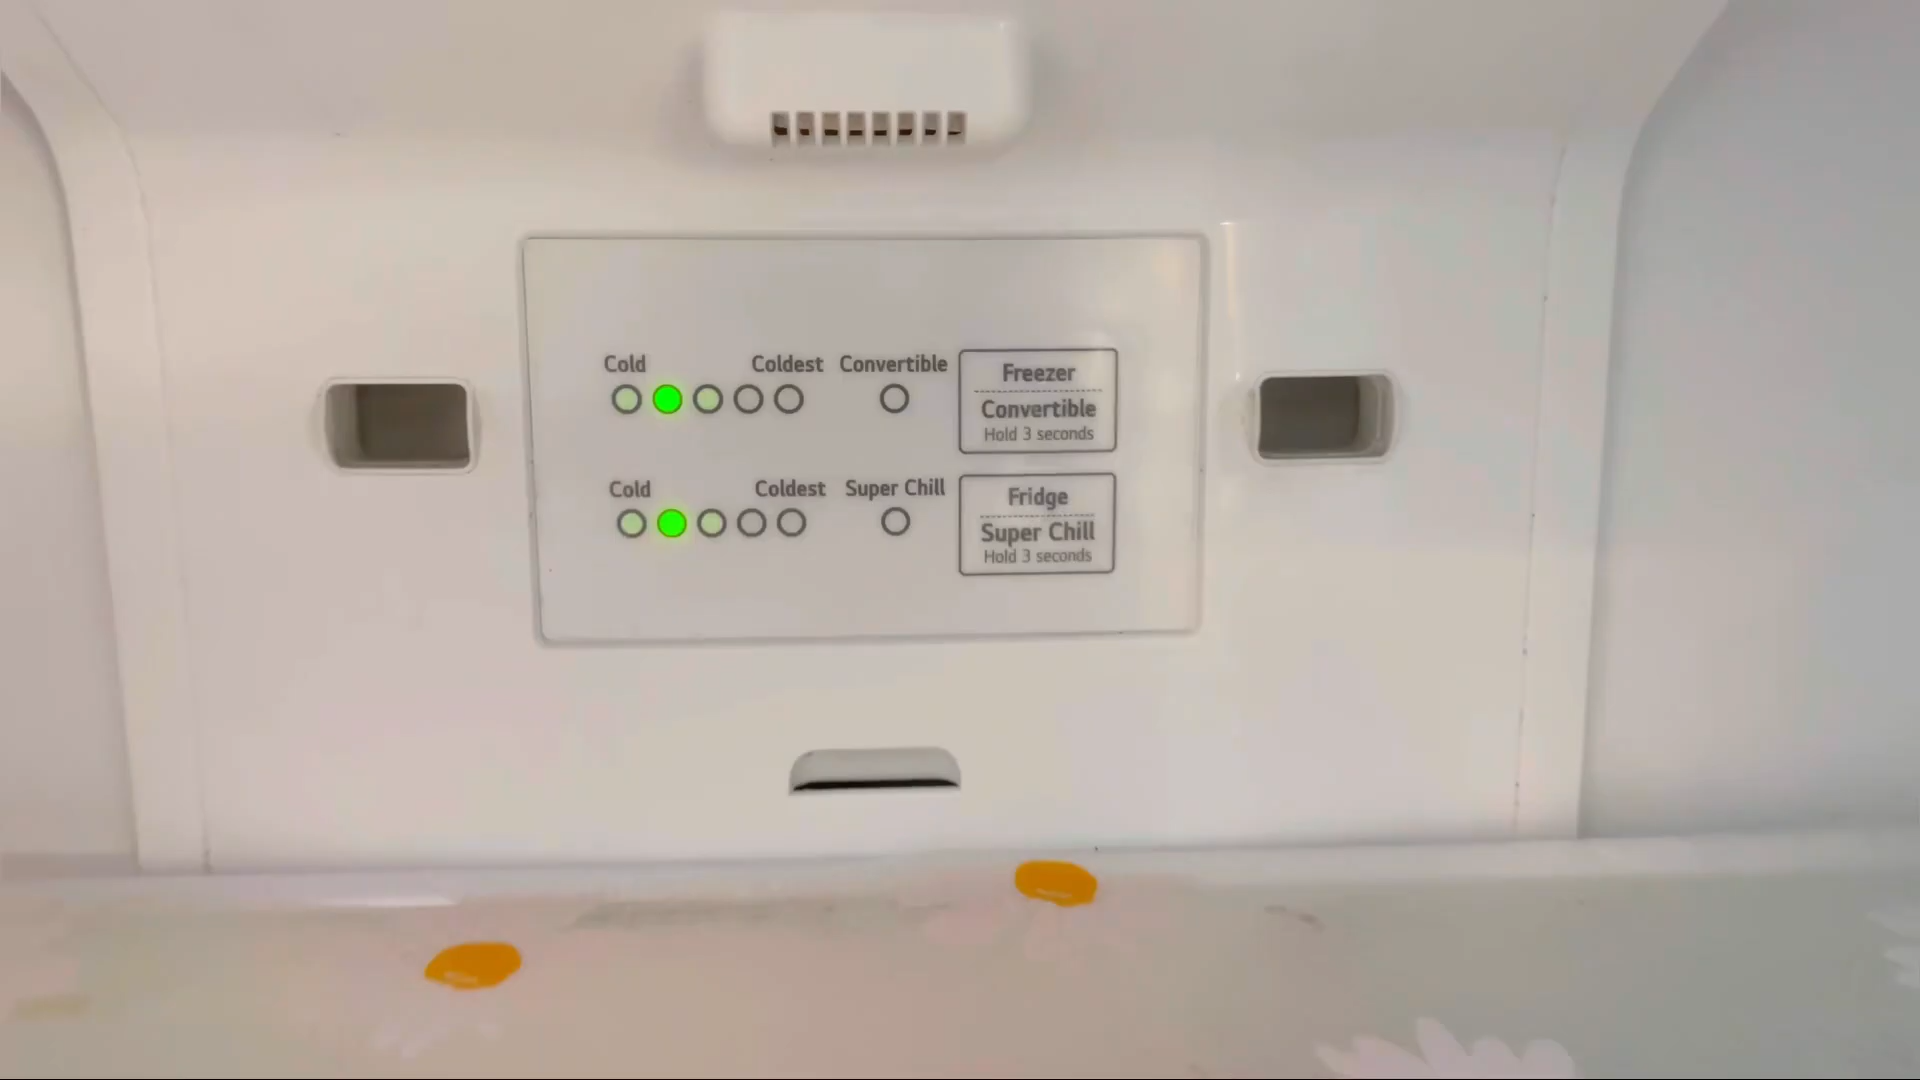 Cold Coldest Convertible
Freezer
Convertible
Hold 3 seconds
Cold Coldest Super Chill
Fridge
Super Chill
Hold 3 seconds